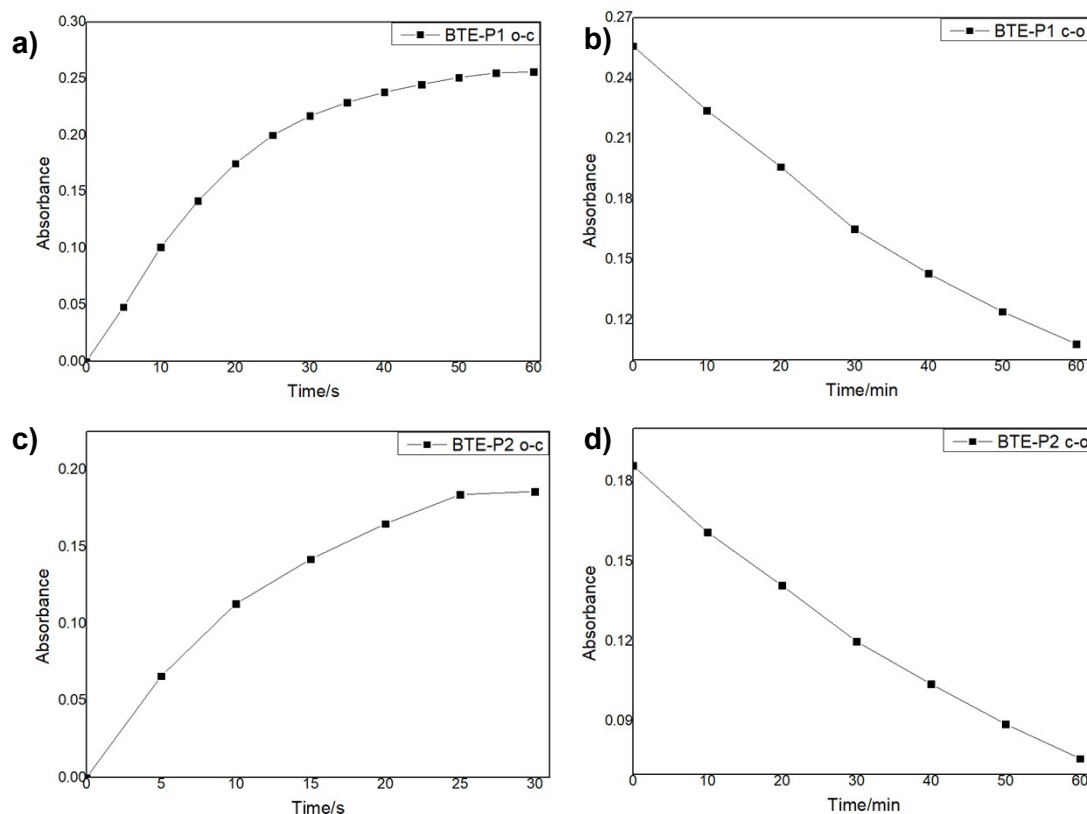 a)
BTE-P1 o-c
0.30
0.25
0.20
0.15
0.10
0.05
0.00
Absorbance
0 10 20 30 40 50 60
Time/s
b)
BTE-P1 c-o
0.27
0.24
0.21
0.18
0.15
0.12
Absorbance
0 10 20 30 40 50 60
Time/min
c)
BTE-P2 o-c
0.20
0.15
0.10
0.05
0.00
Absorbance
0 5 10 15 20 25 30
Time/s
d)
BTE-P2 c-o
0.18
0.15
0.12
0.09
Absorbance
0 10 20 30 40 50 60
Time/min